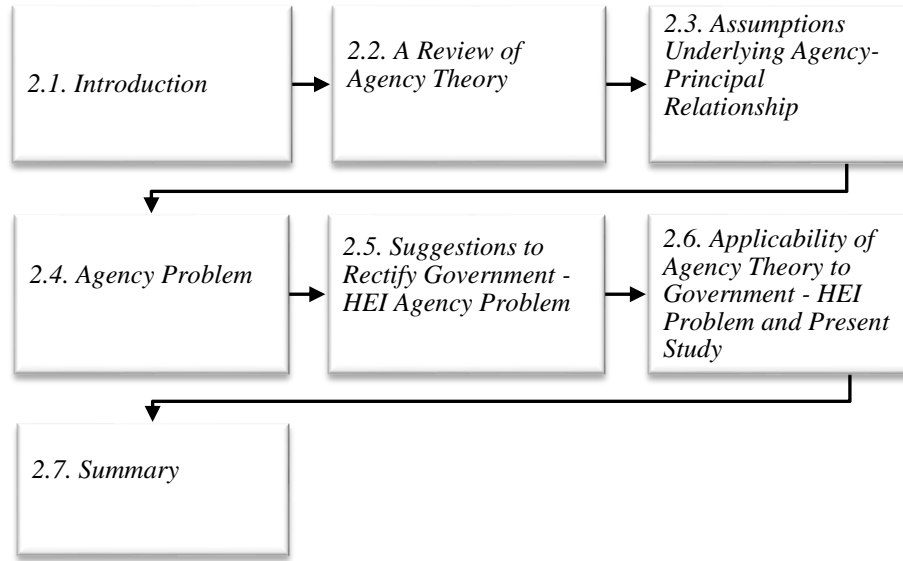 2.1. Introduction
2.2. A Review of
Agency Theory
2.3. Assumptions
Underlying Agency-
Principal
Relationship
2.4. Agency Problem
2.5. Suggestions to
Rectify Government -
HEI Agency Problem
2.6. Applicability of
Agency Theory to
Government - HEI
Problem and Present
Study
2.7. Summary